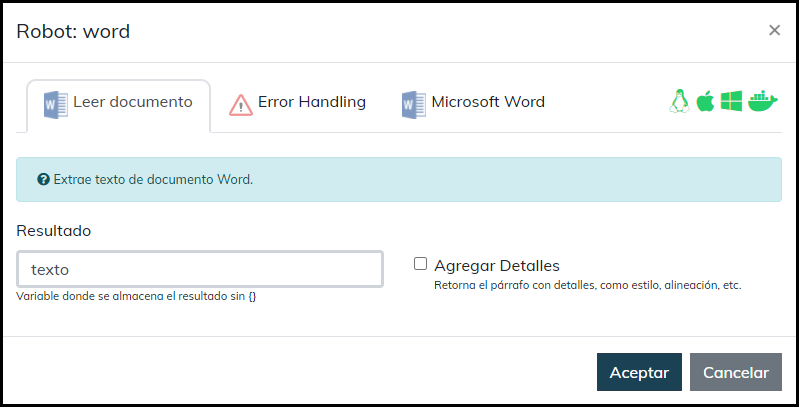 Robot: word
×
Leer documento
Error Handling
Microsoft Word
Extrae texto de documento Word.
Resultado
texto
Variable donde se almacena el resultado sin {}
Agregar Detalles
Retorna el párrafo con detalles, como estilo, alineación, etc.
Aceptar
Cancelar